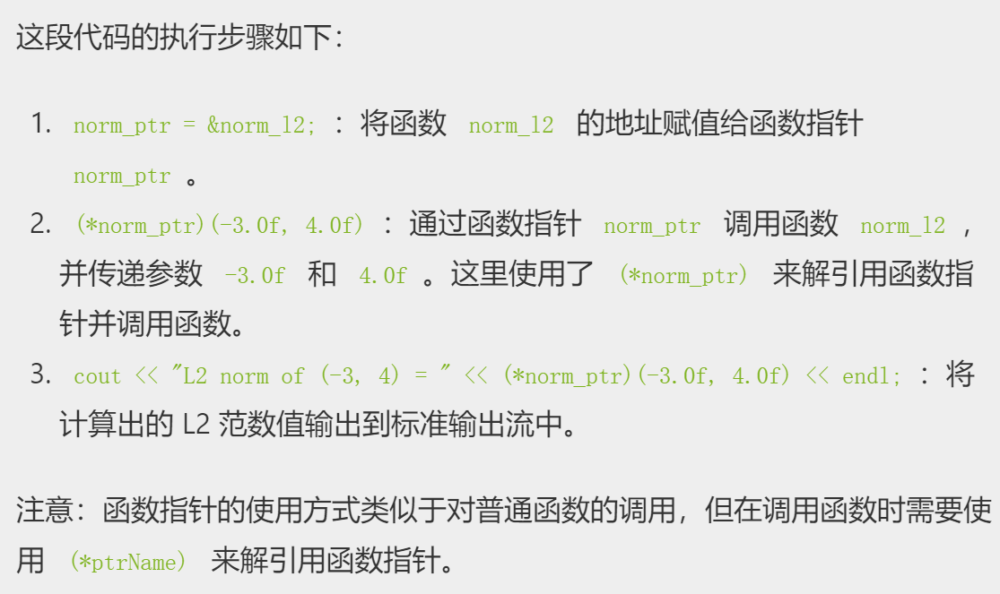 这段代码的执行步骤如下：
1. norm_ptr = &norm_l2; ：将函数 norm_l2 的地址赋值给函数指针
norm_ptr 。
2. (*norm_ptr)(-3.0f, 4.0f) ：通过函数指针 norm_ptr 调用函数 norm_l2 ，
并传递参数 -3.0f 和 4.0f 。这里使用了 (*norm_ptr) 来解引用函数指
针并调用函数。
3. cout << "L2 norm of (-3, 4) = " << (*norm_ptr)(-3.0f, 4.0f) << endl; ：将
计算出的 L2 范数值输出到标准输出流中。
注意：函数指针的使用方式类似于对普通函数的调用，但在调用函数时需要使
用 (*ptrName) 来解引用函数指针。